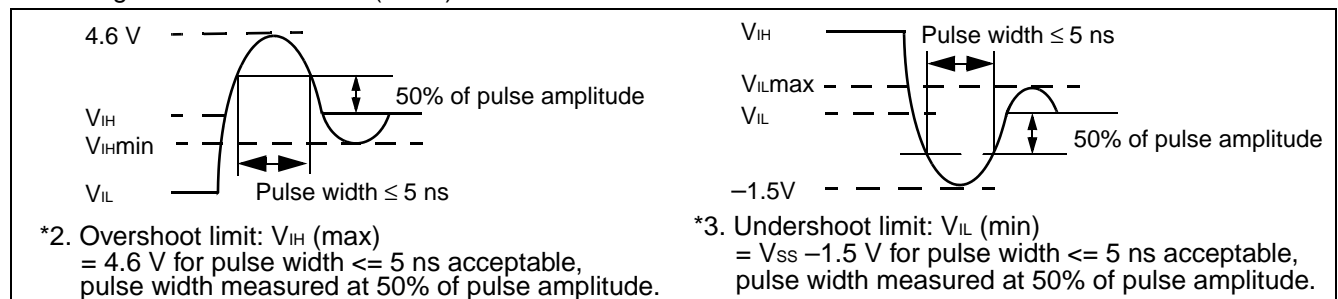 4.6 V
50% of pulse amplitude
VIH
VIHmin
VIL
Pulse width ≤ 5 ns
*2. Overshoot limit: VIH (max)
= 4.6 V for pulse width <= 5 ns acceptable,
pulse width measured at 50% of pulse amplitude.
VIH
Pulse width ≤ 5 ns
VILmax
VIL
50% of pulse amplitude
–1.5V
*3. Undershoot limit: VIL (min)
= VSS –1.5 V for pulse width <= 5 ns acceptable,
pulse width measured at 50% of pulse amplitude.